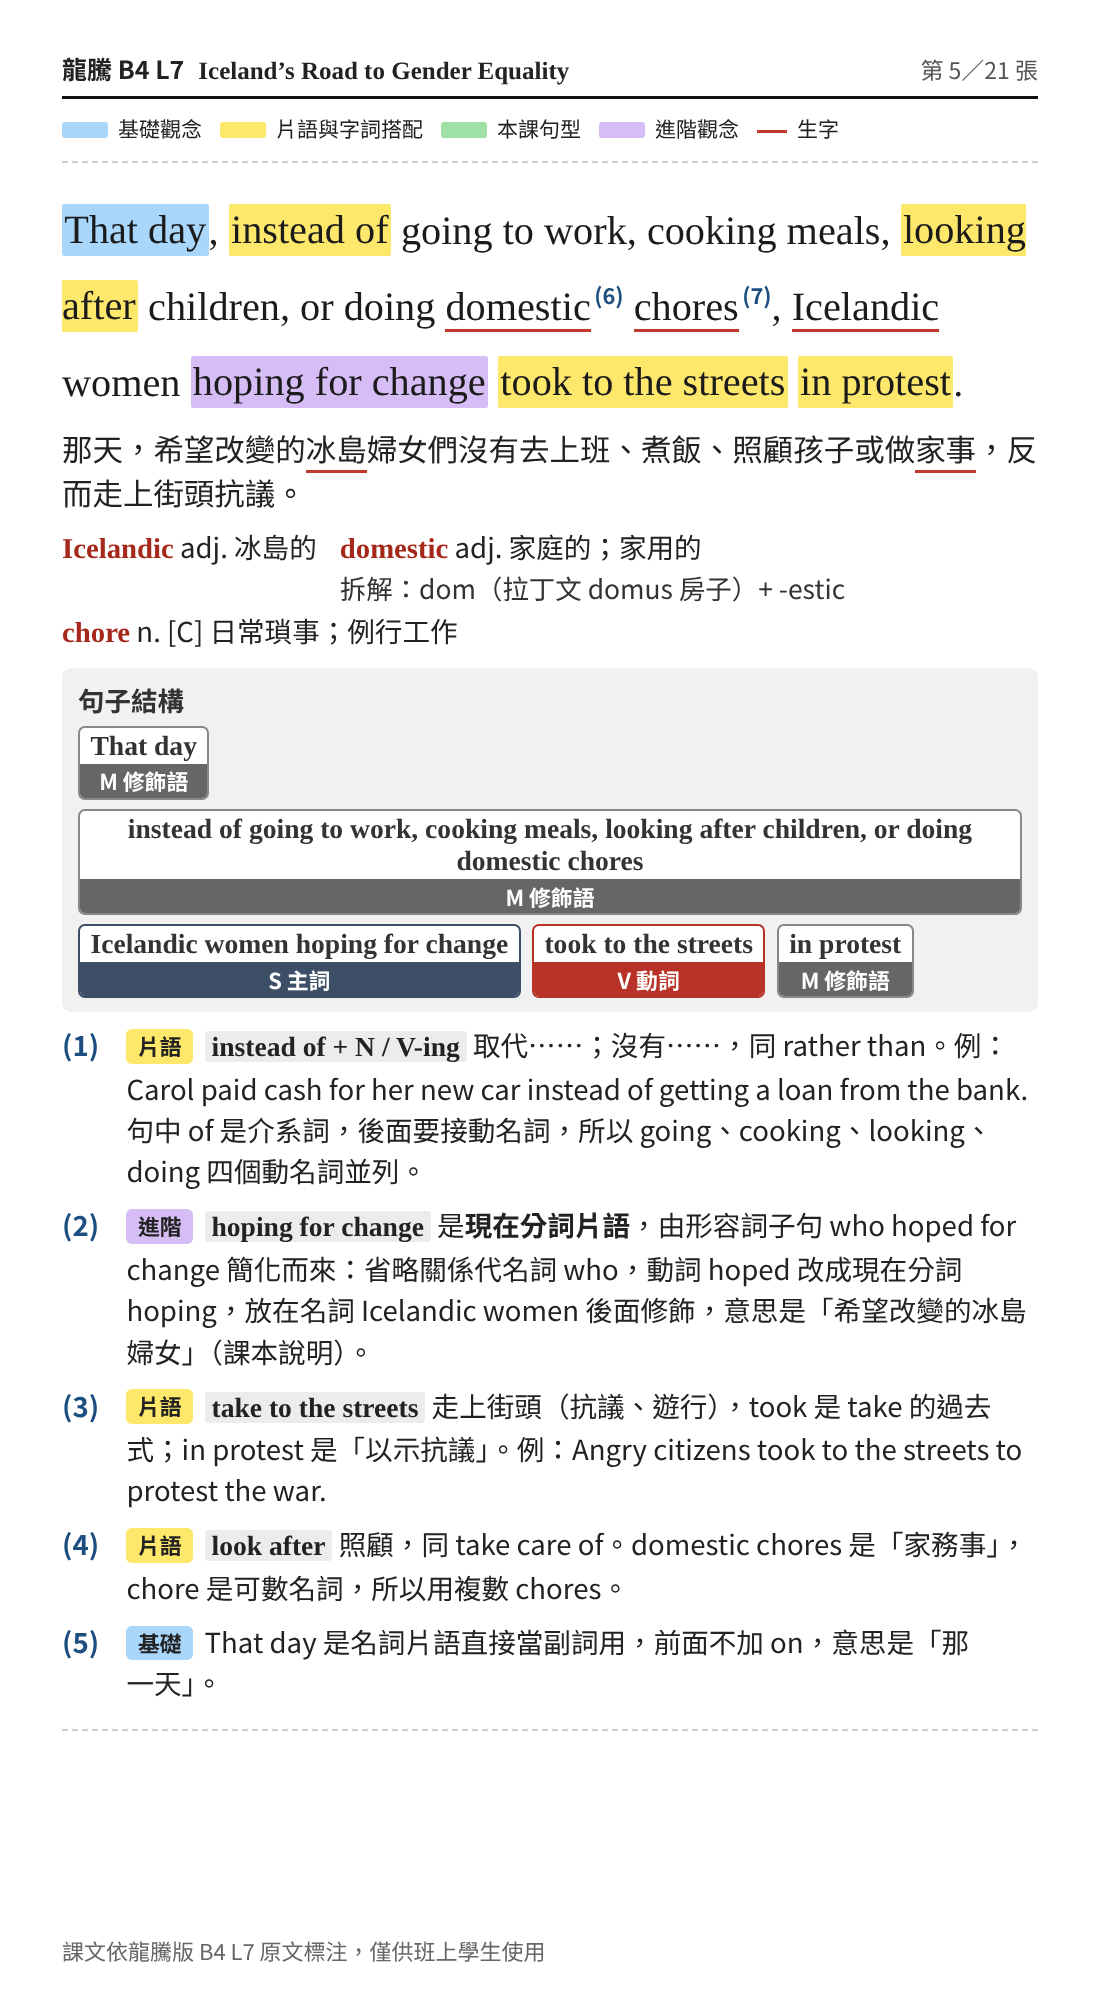 龍騰 B4 L7 Iceland’s Road to Gender Equality 第 5／21 張
基礎觀念 片語與字詞搭配 本課句型 進階觀念 生字
That day, instead of going to work, cooking meals, looking
after children, or doing domestic(6) chores(7), Icelandic
women hoping for change took to the streets in protest.
那天，希望改變的冰島婦女們沒有去上班、煮飯、照顧孩子或做家事，反
而走上街頭抗議。
Icelandic adj. 冰島的 domestic adj. 家庭的；家用的
拆解：dom（拉丁文 domus 房子）+ -estic
chore n. [C] 日常瑣事；例行工作
句子結構
That day
M 修飾語
instead of going to work, cooking meals, looking after children, or doing
domestic chores
M 修飾語
Icelandic women hoping for change took to the streets in protest
S 主詞 V 動詞 M 修飾語
(1) 片語 instead of + N / V-ing 取代……；沒有……，同 rather than。例：
Carol paid cash for her new car instead of getting a loan from the bank.
句中 of 是介系詞，後面要接動名詞，所以 going、cooking、looking、
doing 四個動名詞並列。
(2) 進階 hoping for change 是現在分詞片語，由形容詞子句 who hoped for
change 簡化而來：省略關係代名詞 who，動詞 hoped 改成現在分詞
hoping，放在名詞 Icelandic women 後面修飾，意思是「希望改變的冰島
婦女」（課本說明）。
(3) 片語 take to the streets 走上街頭（抗議、遊行），took 是 take 的過去
式；in protest 是「以示抗議」。例：Angry citizens took to the streets to
protest the war.
(4) 片語 look after 照顧，同 take care of。domestic chores 是「家務事」，
chore 是可數名詞，所以用複數 chores。
(5) 基礎 That day 是名詞片語直接當副詞用，前面不加 on，意思是「那
一天」。
課文依龍騰版 B4 L7 原文標注，僅供班上學生使用